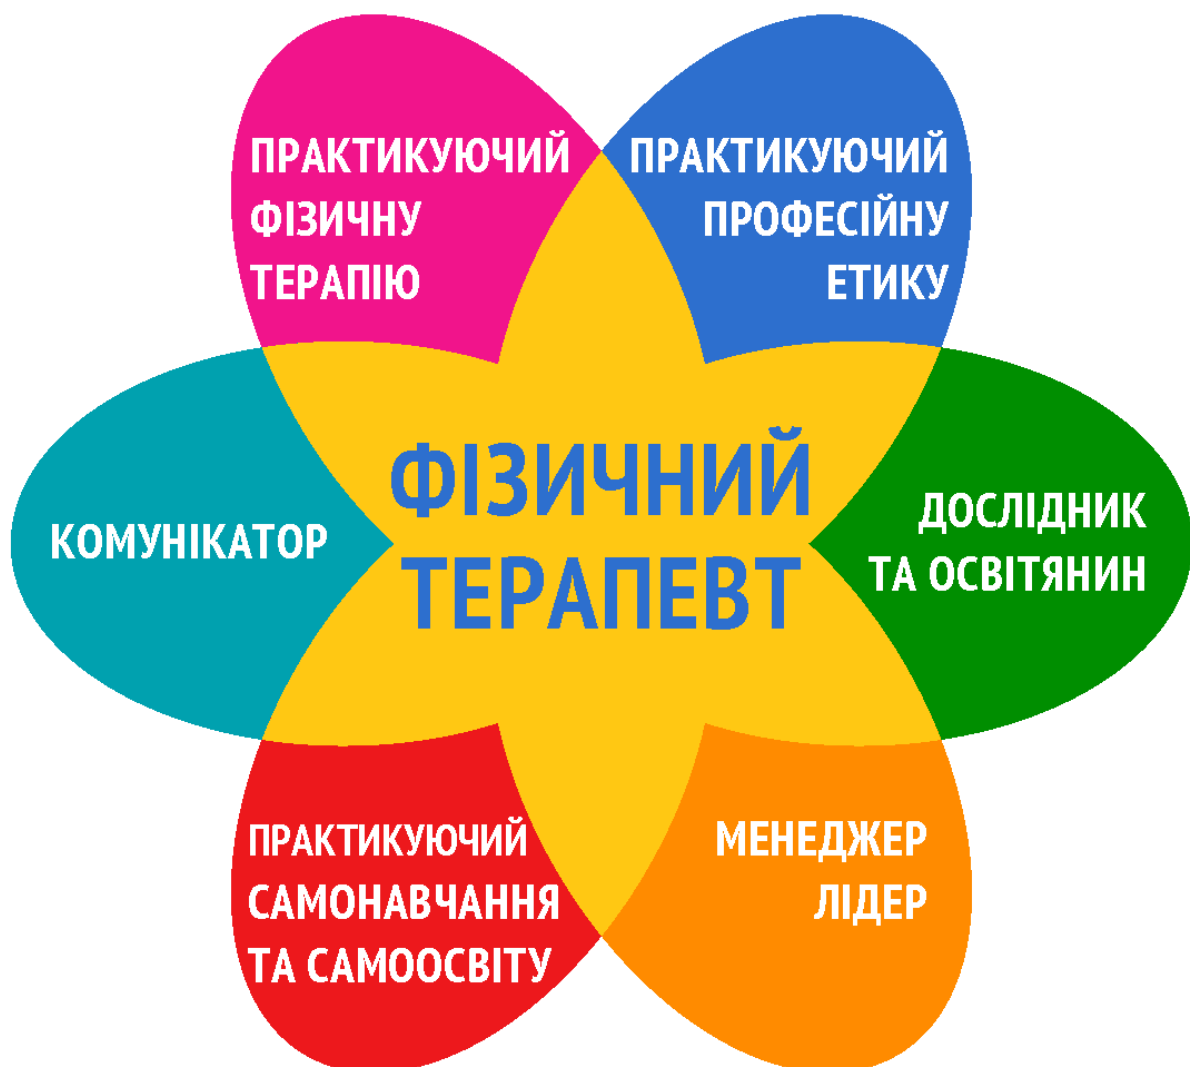 ПРАКТИКУЮЧИЙ
ФІЗИЧНУ
ТЕРАПІЮ
ПРАКТИКУЮЧИЙ
ПРОФЕСІЙНУ
ЕТИКУ
КОМУНІКАТОР
ФІЗИЧНИЙ
ТЕРАПЕВТ
ДОСЛІДНИК
ТА ОСВІТЯНИН
ПРАКТИКУЮЧИЙ
САМОНАВЧАННЯ
ТА САМООСВІТУ
МЕНЕДЖЕР
ЛІДЕР